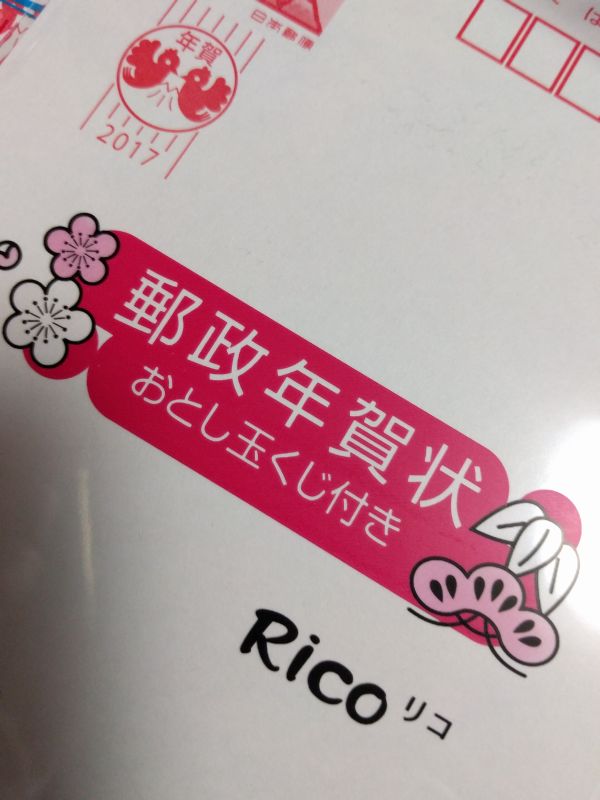 日本郵便
年賀
2017
郵政年賀状
おとし玉くじ付き
Rico リコ